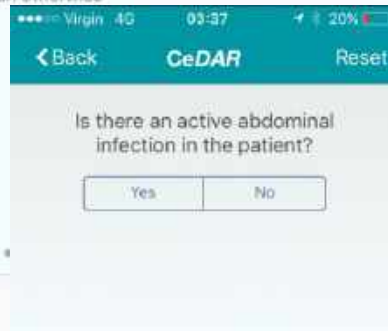 Virgin 4G 03:37 20%
Back CeDAR Reset
Is there an active abdominal
infection in the patient?
Yes No